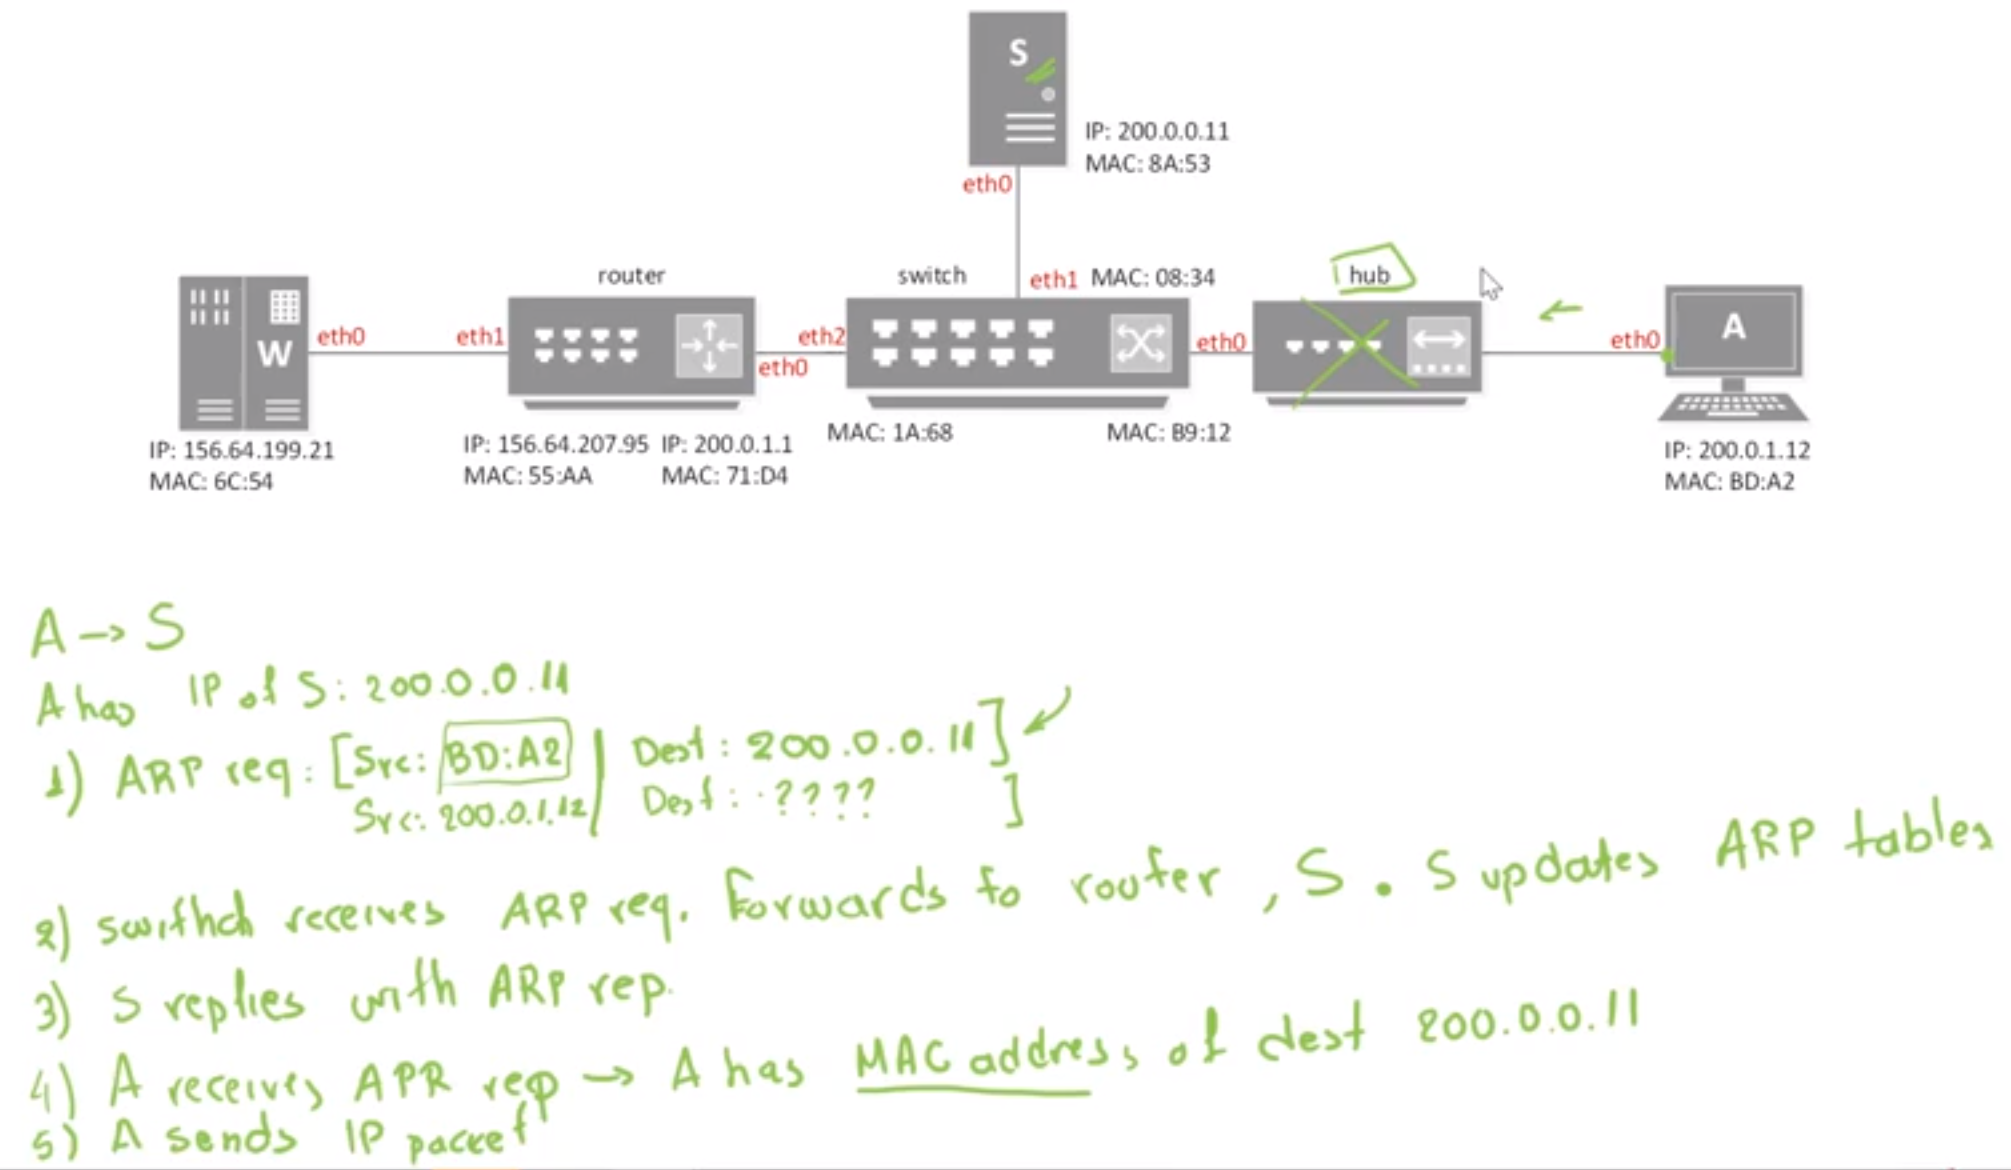 S
IP: 200.0.0.11
MAC: 8A:53
eth0
router
switch
eth1 MAC: 08:34
hub
W
eth0
eth1
eth2
eth0
eth0
eth0
A
IP: 156.64.199.21
MAC: 6C:54
IP: 156.64.207.95
MAC: 55:AA
IP: 200.0.1.1
MAC: 71:D4
MAC: 1A:68
MAC: B9:12
IP: 200.0.1.12
MAC: BD:A2
A → S
A has IP of S: 200.0.0.11
1) ARP req: [Src: BD:A2 | Dest: 200.0.0.11]
Src: 200.0.1.12 | Dest: ???? ]
2) swithch receives ARP req. Forwards to router, S. S updates ARP tables
3) S replies with ARP rep.
4) A receives APR rep → A has MAC address of dest 200.0.0.11
5) A sends IP packet